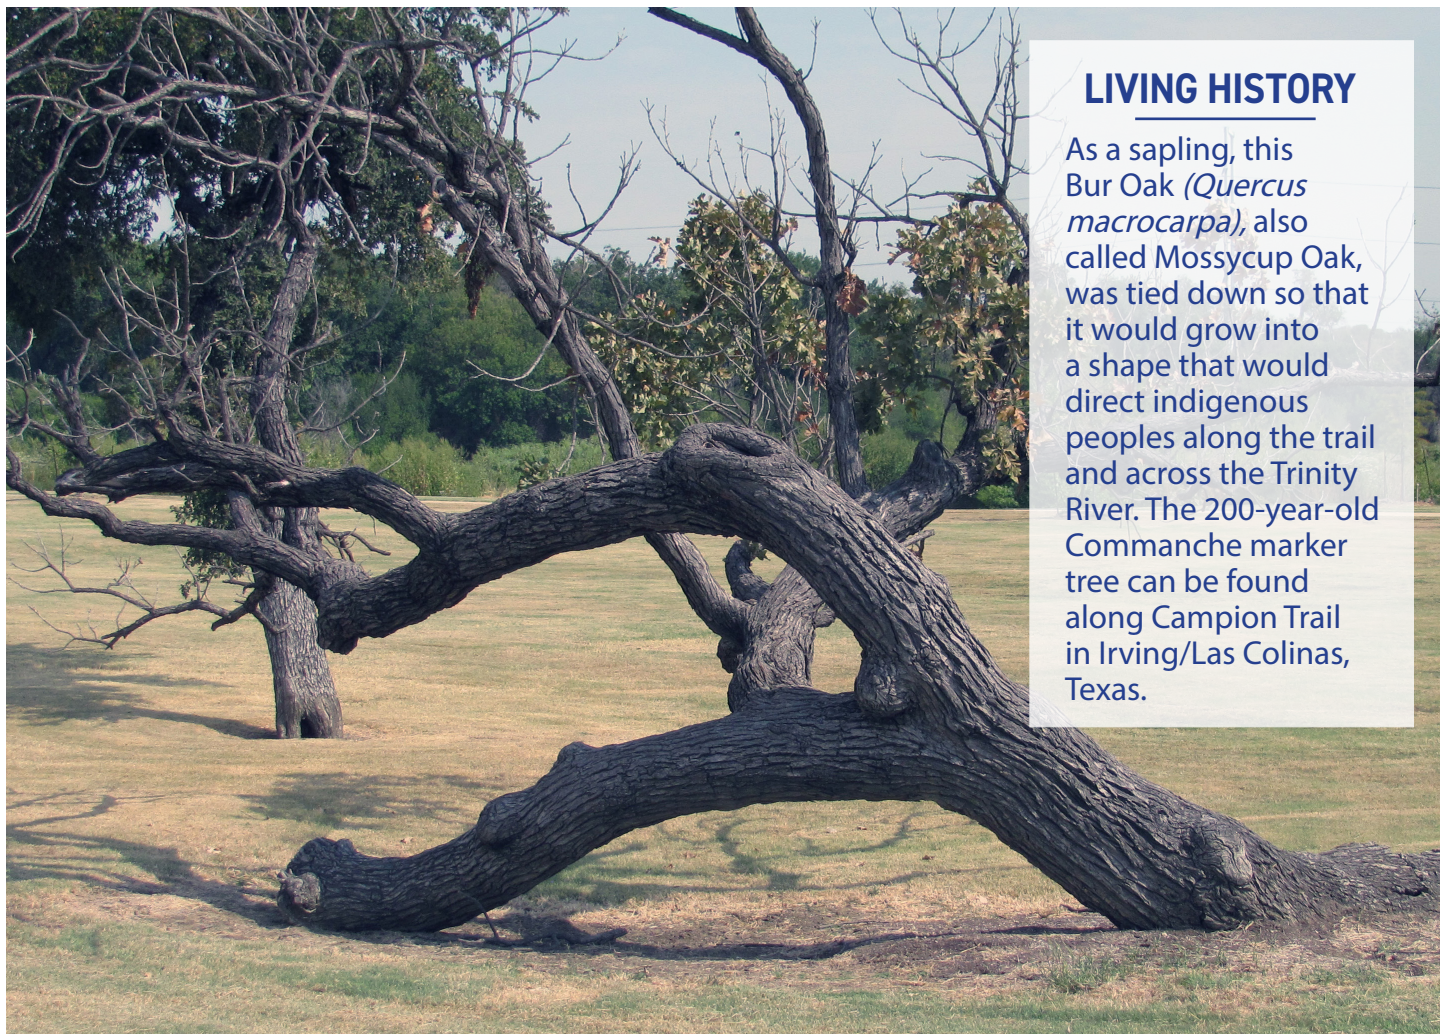 LIVING HISTORY
As a sapling, this
Bur Oak (Quercus
macrocarpa), also
called Mossycup Oak,
was tied down so that
it would grow into
a shape that would
direct indigenous
peoples along the trail
and across the Trinity
River. The 200-year-old
Commanche marker
tree can be found
along Campion Trail
in Irving/Las Colinas,
Texas.